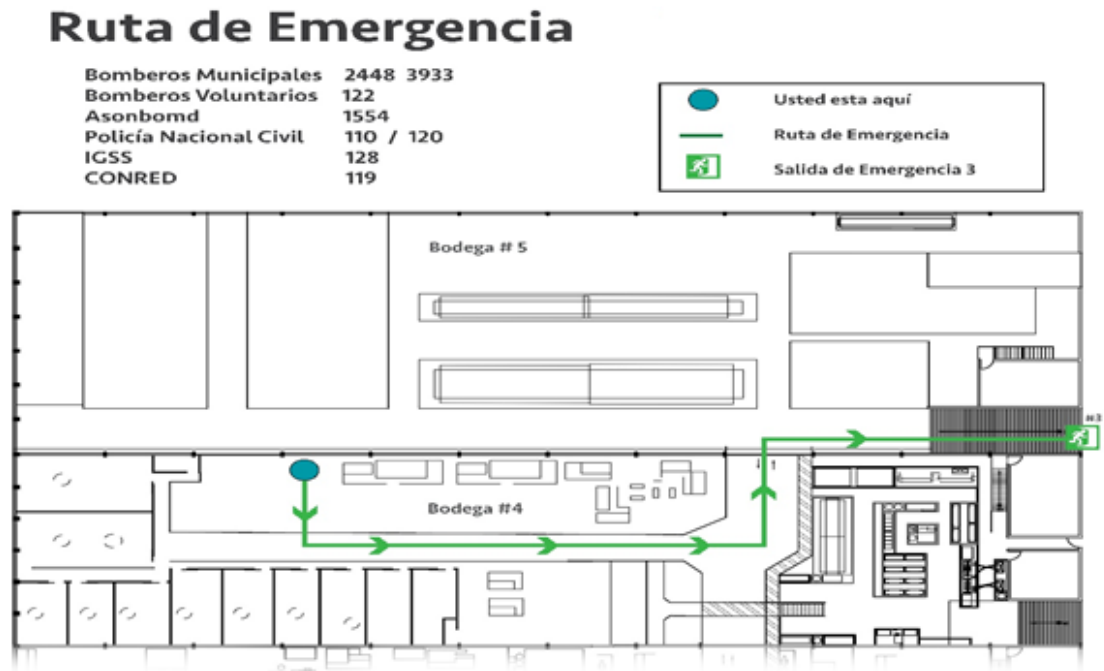 Ruta de Emergencia
Bomberos Municipales 2448 3933
Bomberos Voluntarios 122
Asonbomd 1554
Policía Nacional Civil 110 / 120
IGSS 128
CONRED 119
Usted esta aquí
Ruta de Emergencia
Salida de Emergencia 3
Bodega # 5
#3
Bodega #4